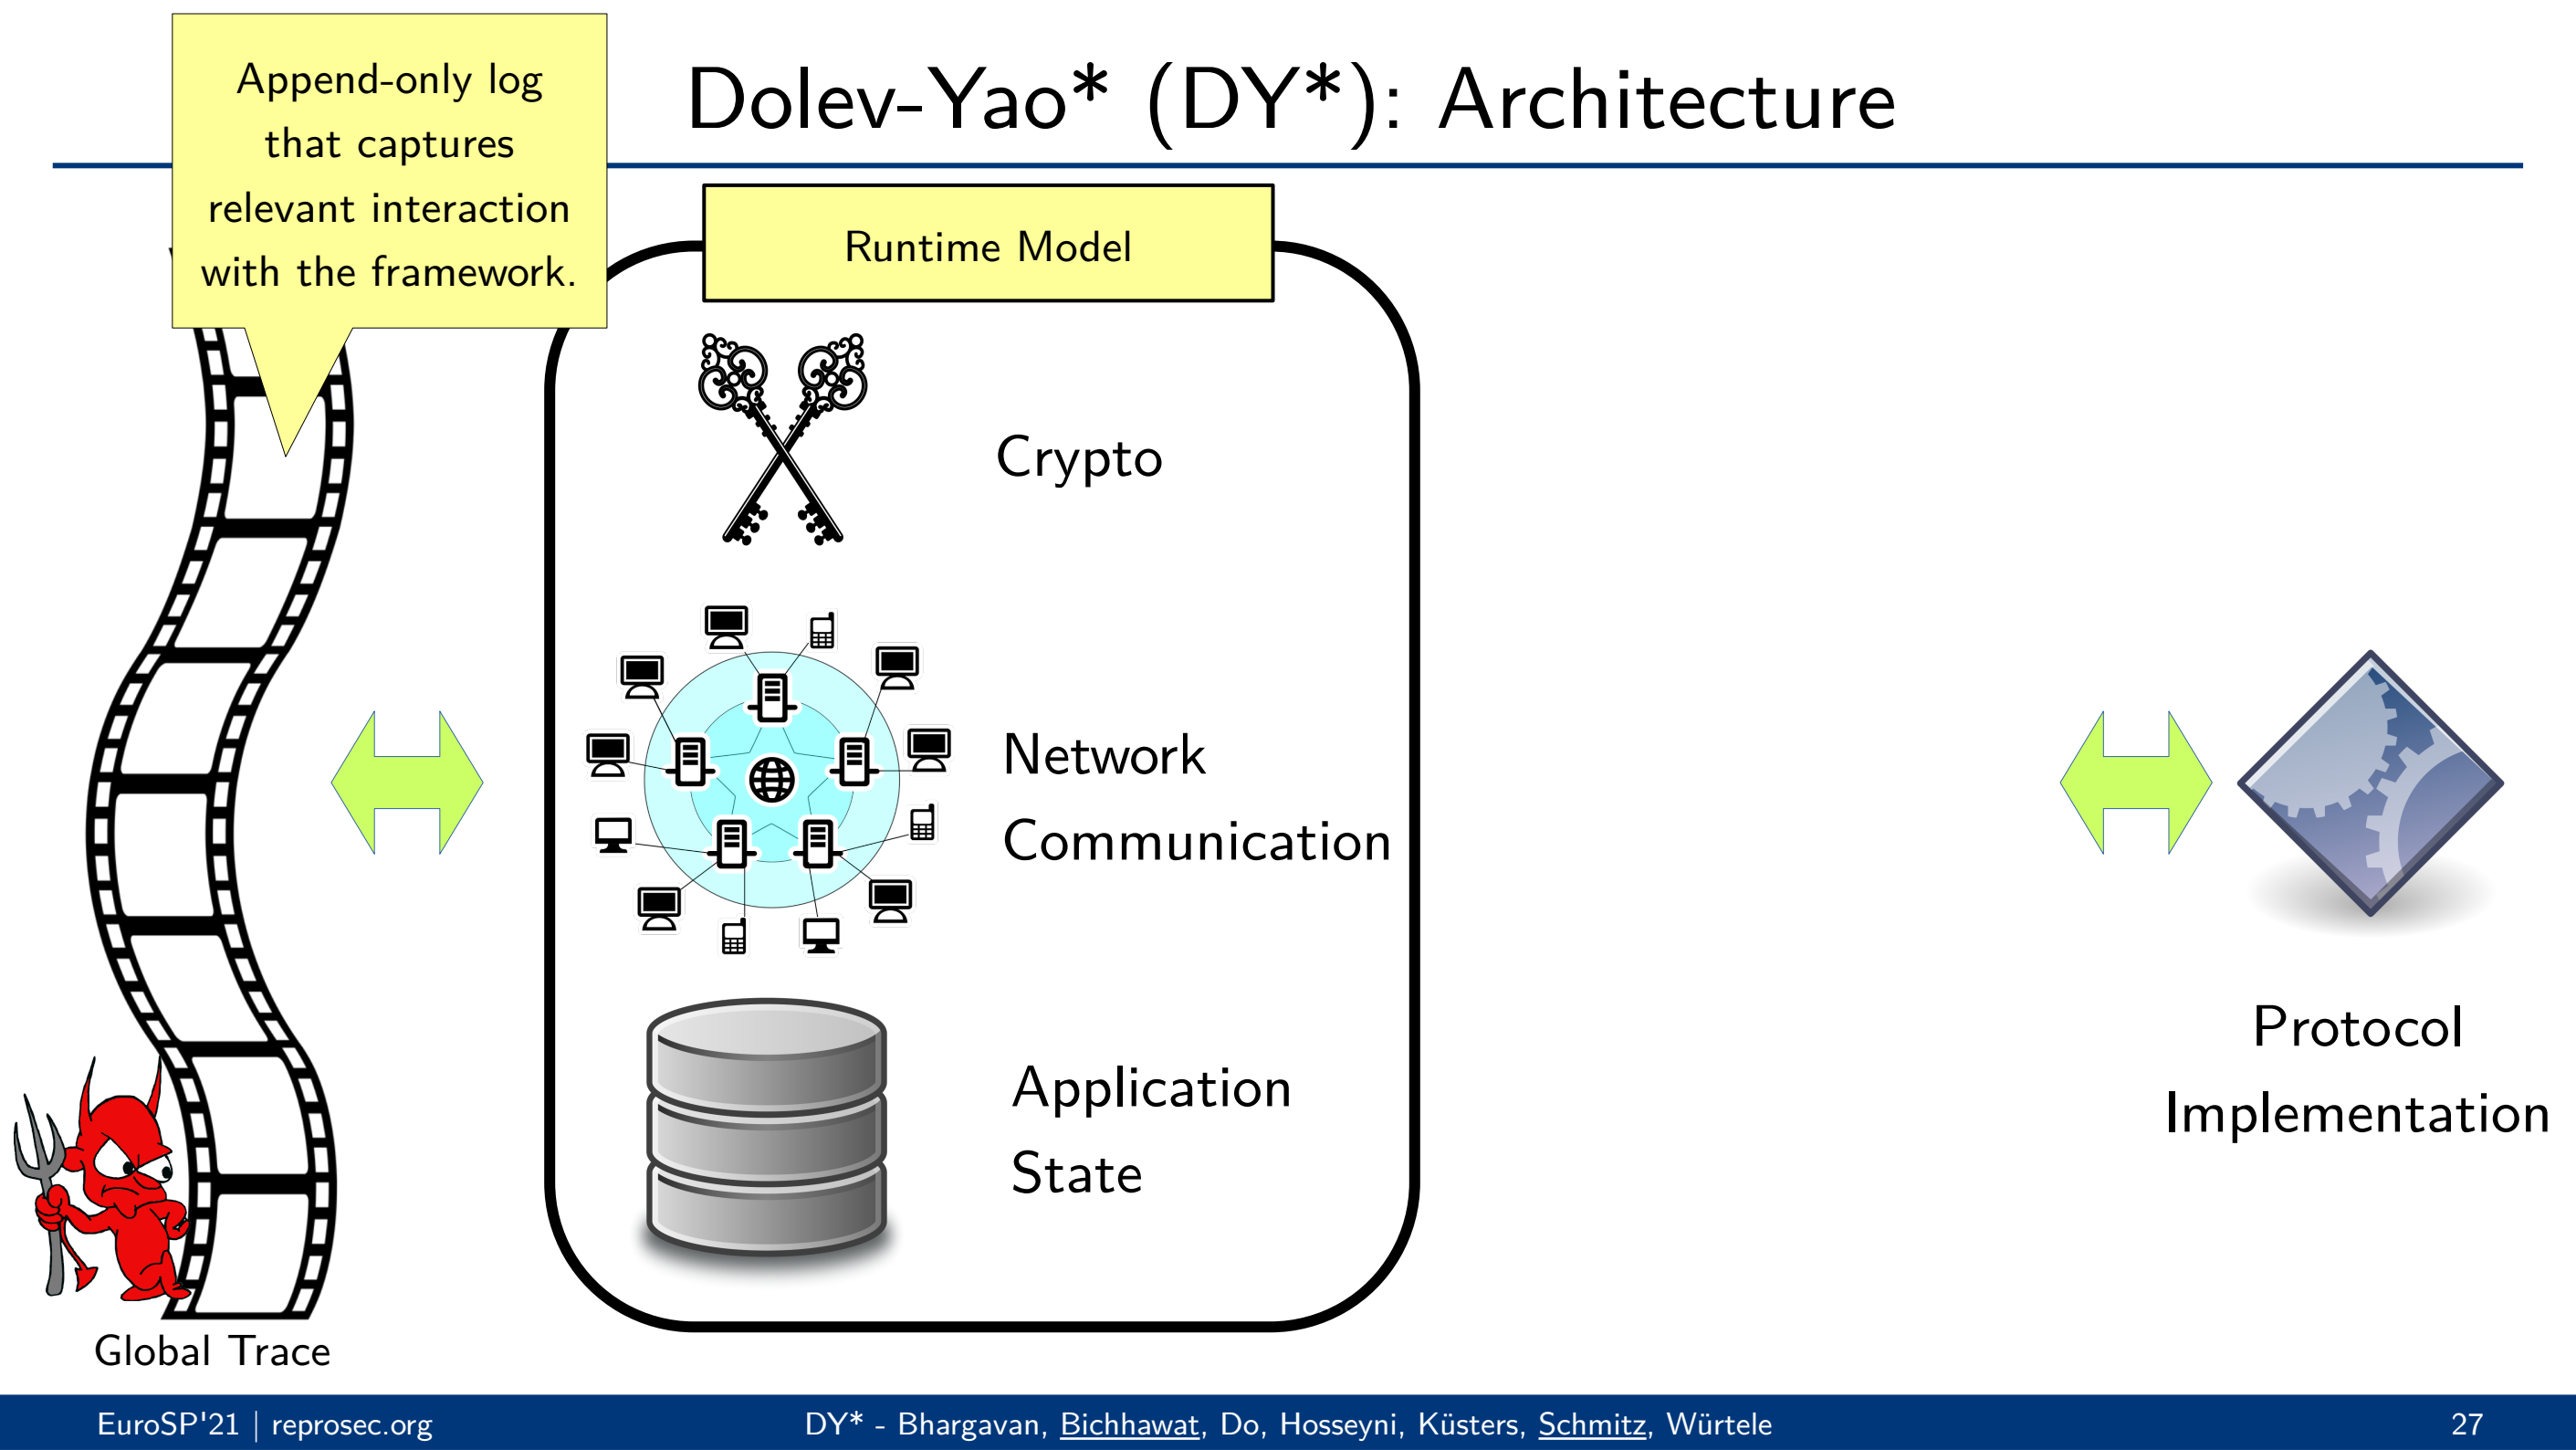 Append-only log
that captures
relevant interaction
with the framework.
Dolev-Yao* (DY*): Architecture
Runtime Model
Crypto
Network
Communication
Application
State
Protocol
Implementation
Global Trace
EuroSP'21 | reprosec.org
DY* - Bhargavan, Bichhawat, Do, Hosseyni, Küsters, Schmitz, Würtele
27